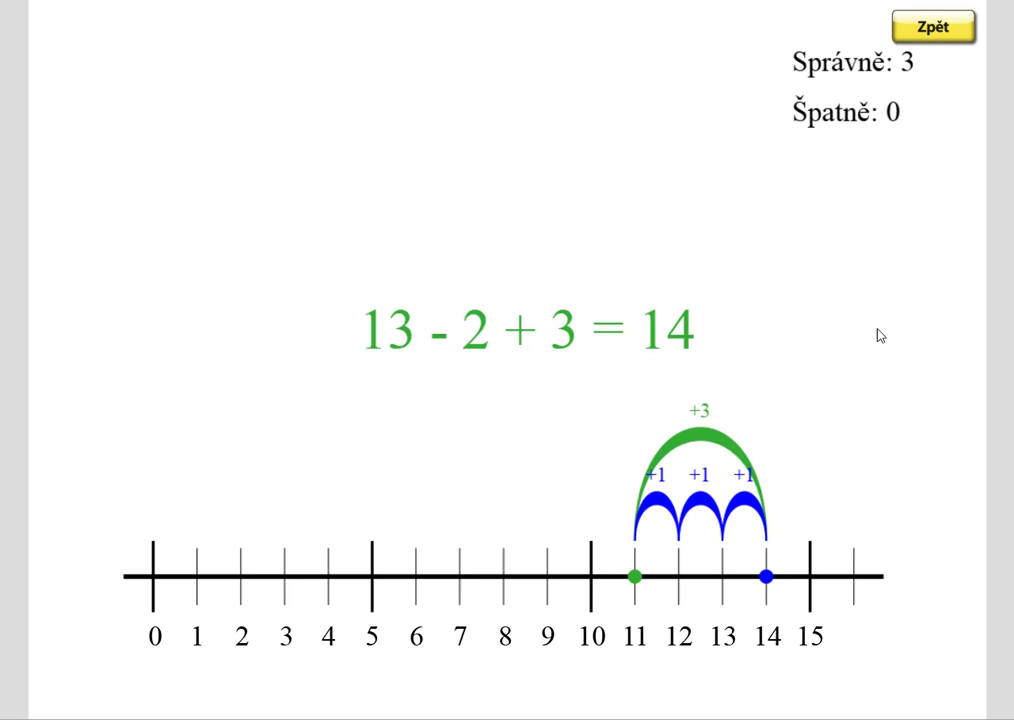 Zpět
Správně: 3
Špatně: 0
13 - 2 + 3 = 14
+3
+1 +1 +1
0 1 2 3 4 5 6 7 8 9 10 11 12 13 14 15